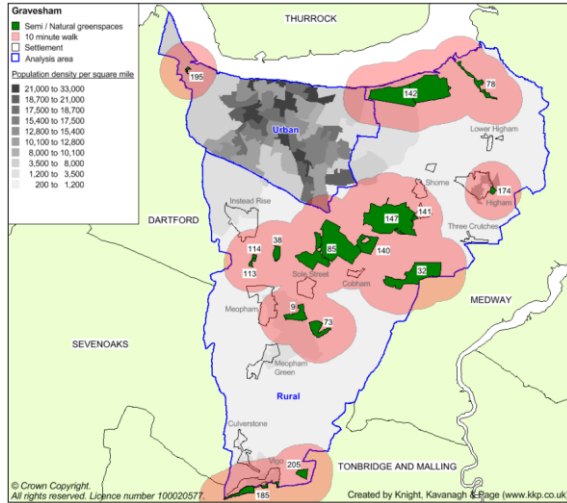 Gravesham
Semi / Natural greenspaces
10 minute walk
Settlement
Analysis area
Population density per square mile
21,000 to 33,000
18,700 to 21,000
17,500 to 18,700
15,400 to 17,500
12,800 to 15,400
10,100 to 12,800
8,000 to 10,100
3,500 to 8,000
1,200 to 3,500
200 to 1,200
THURROCK
195
142
78
Urban
Lower Higham
Shorne
174
Higham
Instead Rise
147
141
DARTFORD
Three Crutches
114
38
85
140
113
Sole Street
32
Cobham
MEDWAY
Meopham
9
73
SEVENOAKS
Meopham
Green
Rural
Culverstone
Vigo
205
TONBRIDGE AND MALLING
185
© Crown Copyright.
All rights reserved. Licence number 100020577.
Created by Knight, Kavanagh & Page (www.kkp.co.uk)